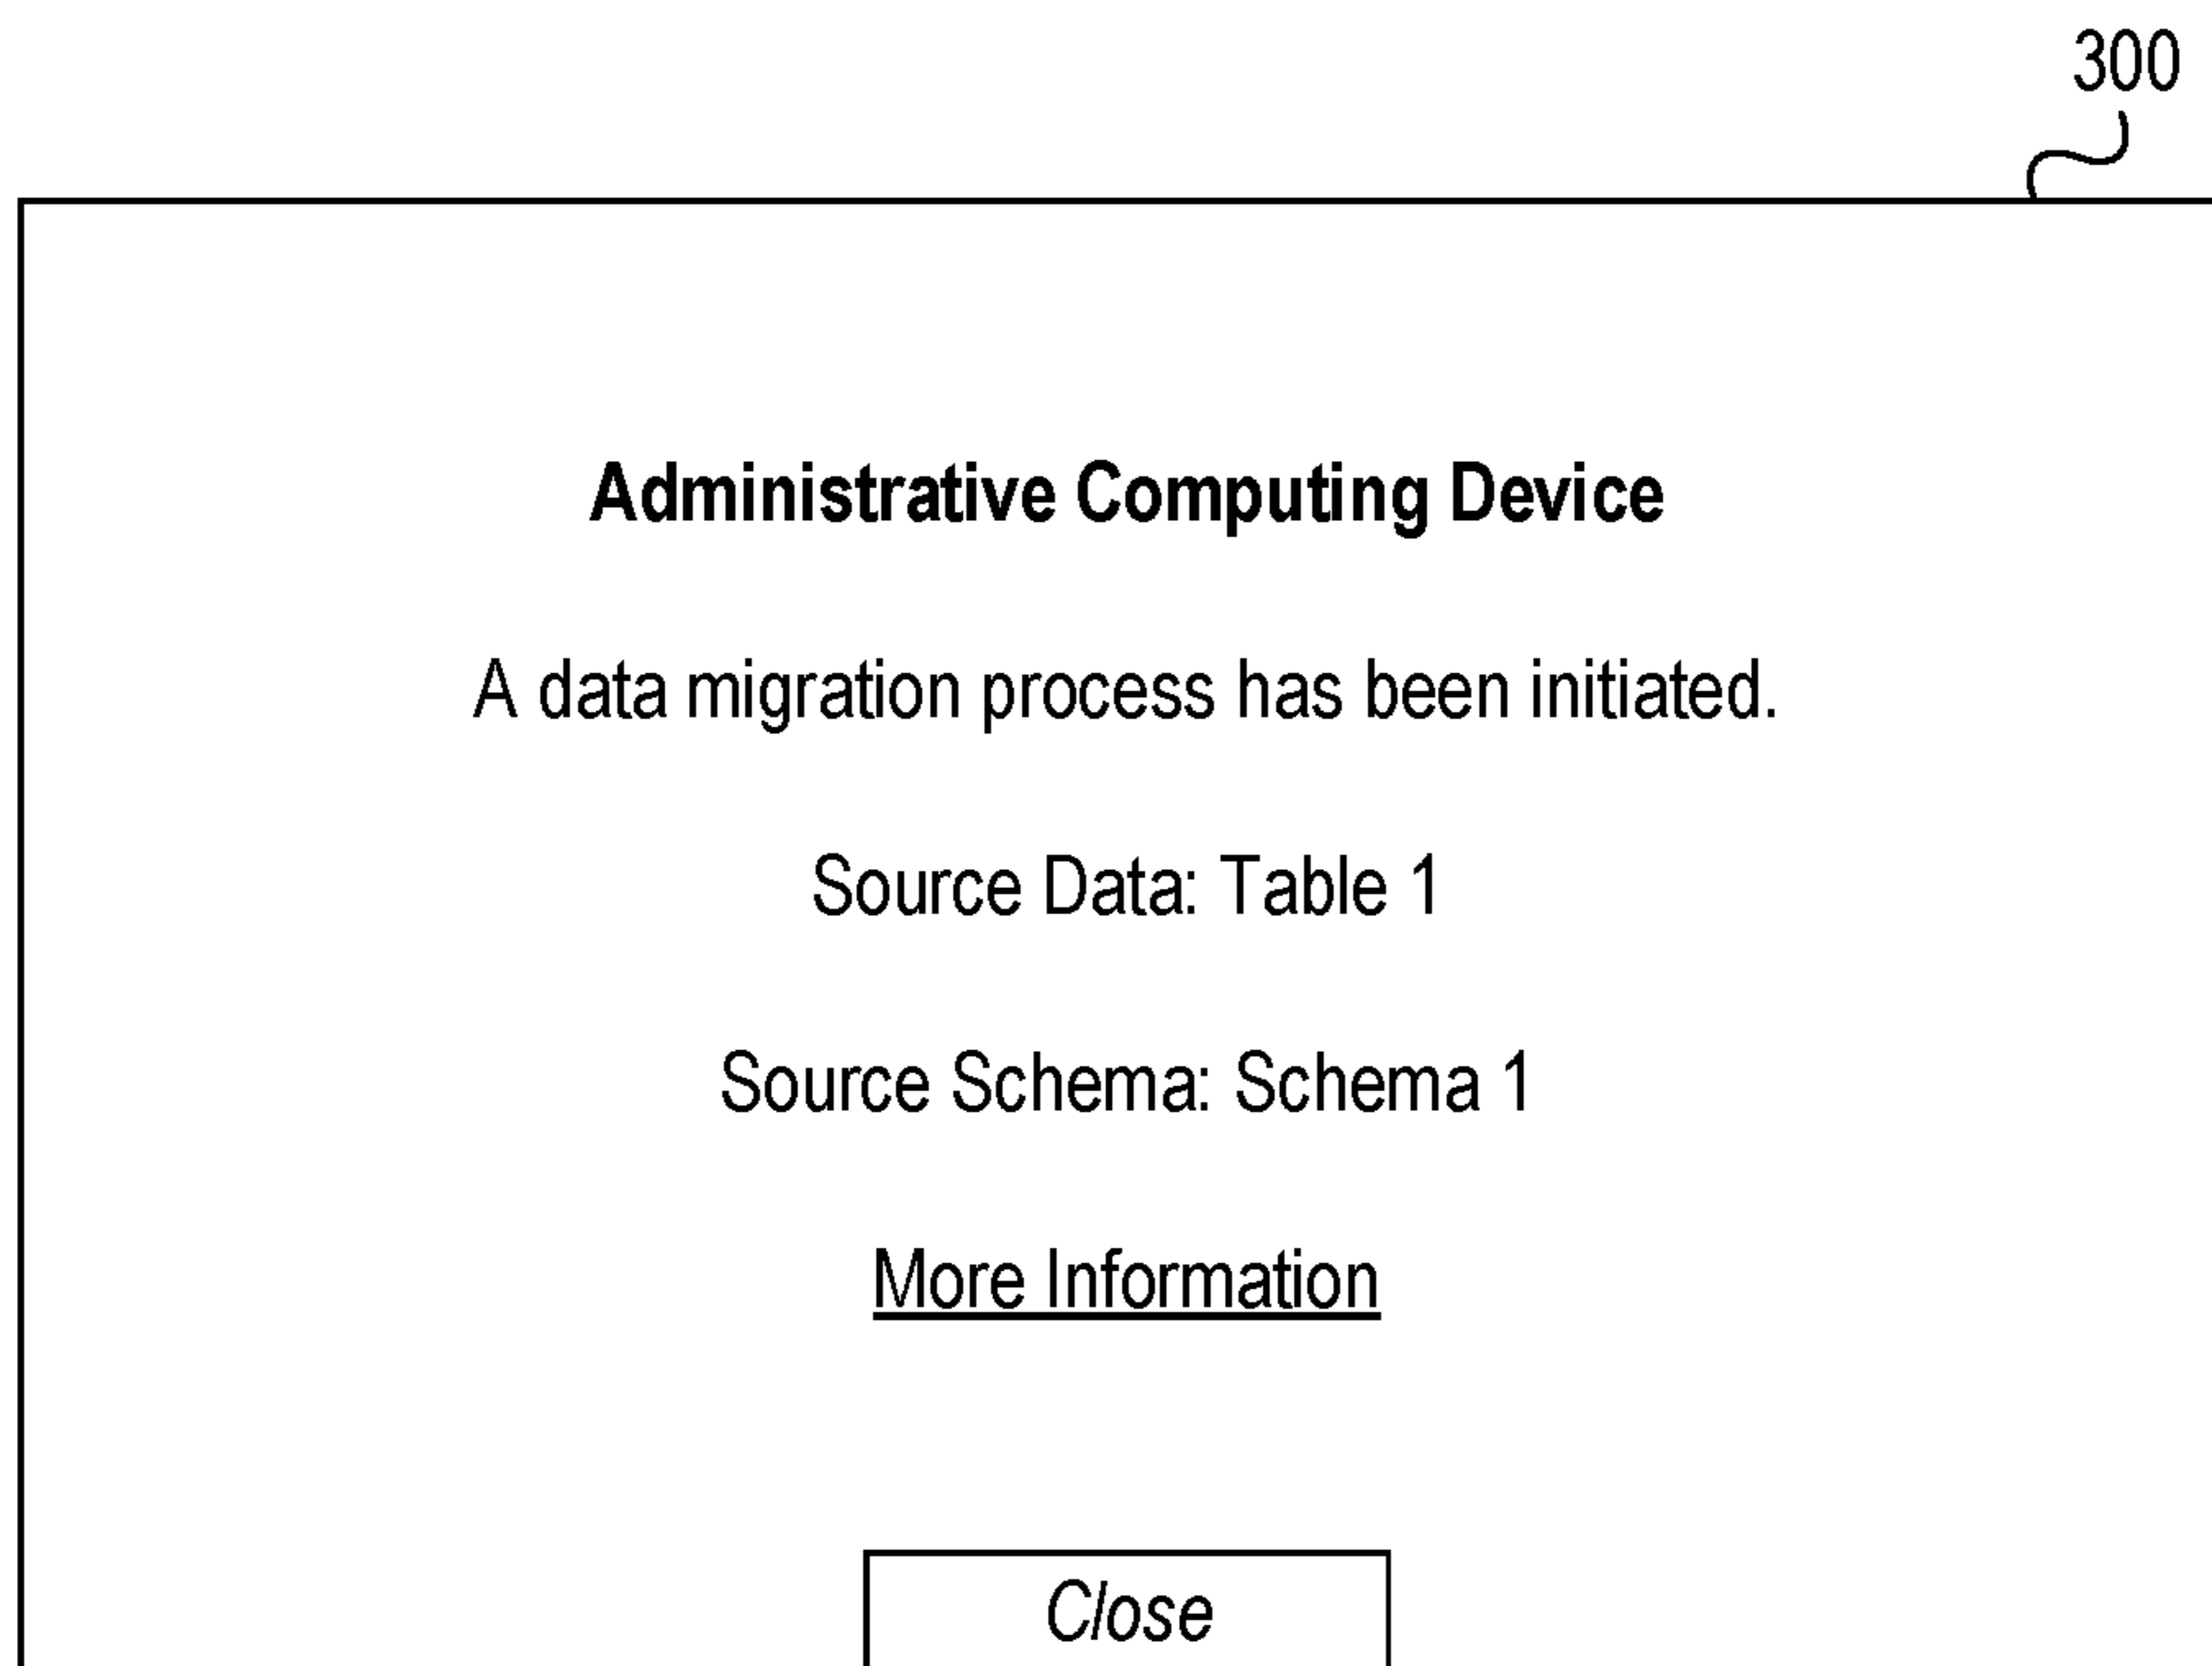 300
Administrative Computing Device
A data migration process has been initiated.
Source Data: Table 1
Source Schema: Schema 1
More Information
Close